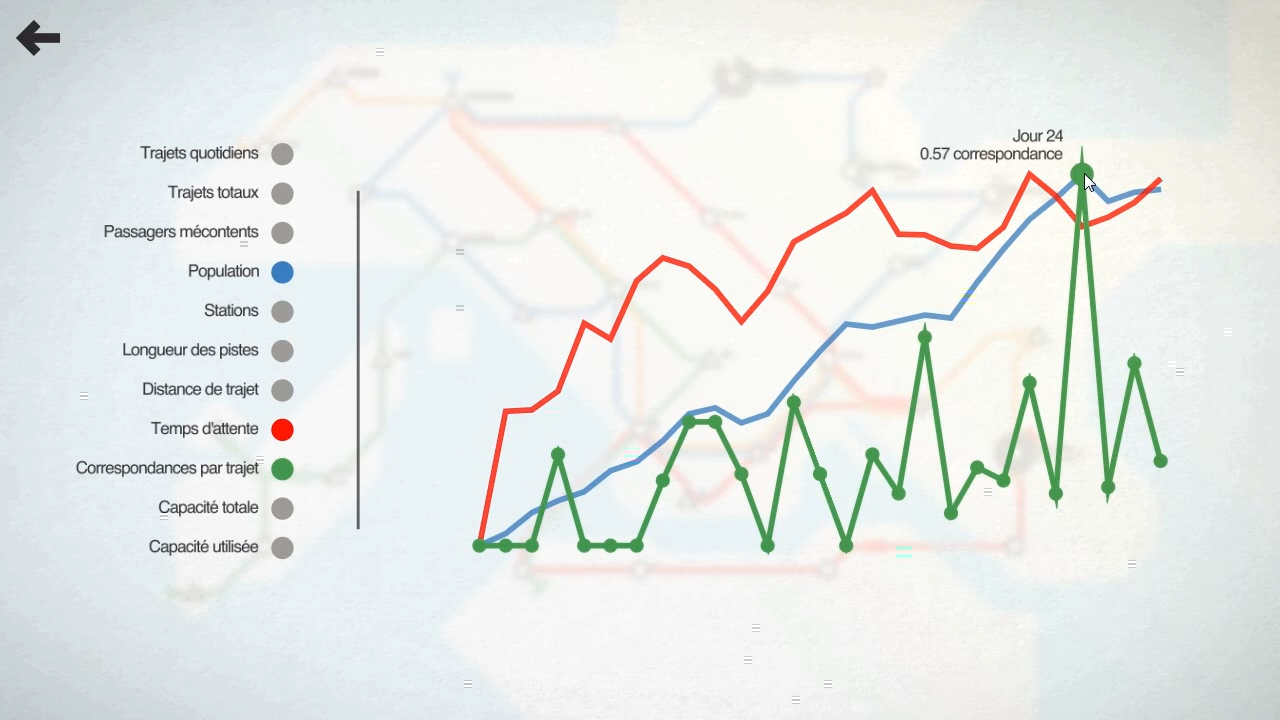 Jour 24
0.57 correspondance
Trajets quotidiens
Trajets totaux
Passagers mécontents
Population
Stations
Longueur des pistes
Distance de trajet
Temps d'attente
Correspondances par trajet
Capacité totale
Capacité utilisée